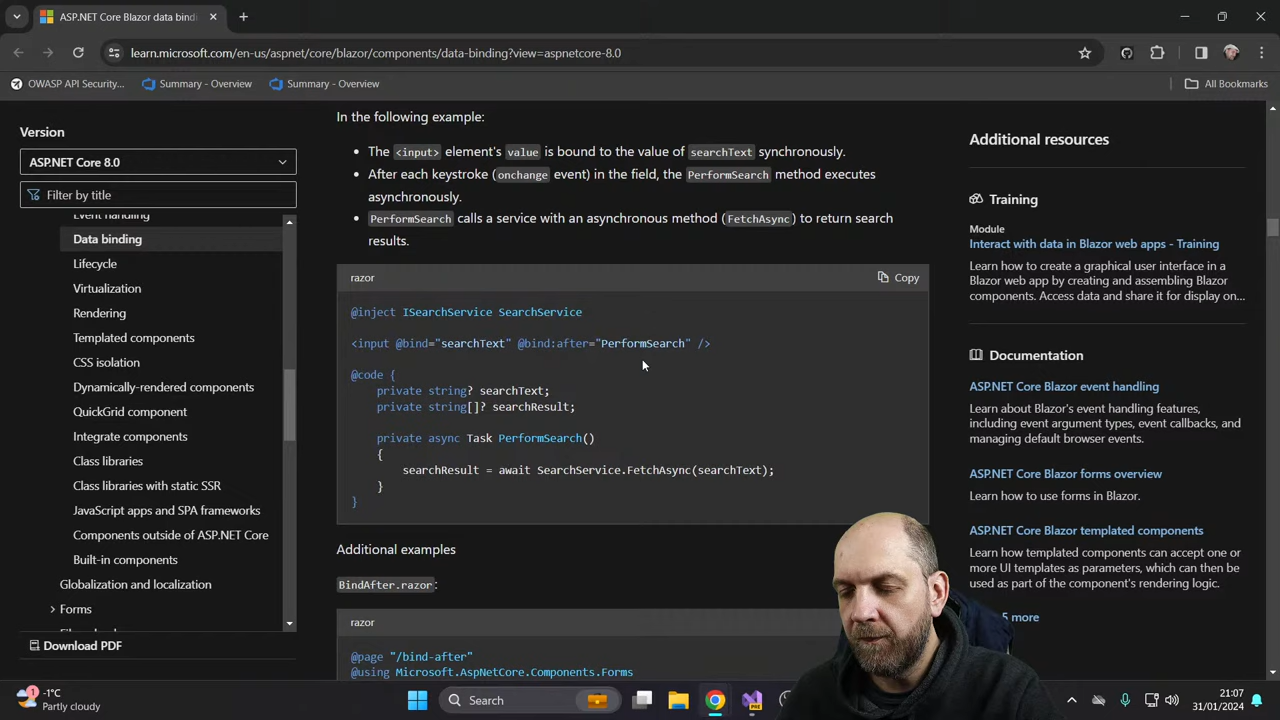 ASP.NET Core Blazor data bind
learn.microsoft.com/en-us/aspnet/core/blazor/components/data-binding?view=aspnetcore-8.0
OWASP API Security...
Summary - Overview
Summary - Overview
All Bookmarks
Version
ASP.NET Core 8.0
Filter by title
Event handling
Data binding
Lifecycle
Virtualization
Rendering
Templated components
CSS isolation
Dynamically-rendered components
QuickGrid component
Integrate components
Class libraries
Class libraries with static SSR
JavaScript apps and SPA frameworks
Components outside of ASP.NET Core
Built-in components
Globalization and localization
Forms
Download PDF
In the following example:
The <input> element's value is bound to the value of searchText synchronously.
After each keystroke (onchange event) in the field, the PerformSearch method executes
asynchronously.
PerformSearch calls a service with an asynchronous method (FetchAsync) to return search
results.
razor
Copy
@inject ISearchService SearchService
<input @bind="searchText" @bind:after="PerformSearch" />
@code {
private string? searchText;
private string[]? searchResult;
private async Task PerformSearch()
{
searchResult = await SearchService.FetchAsync(searchText);
}
}
Additional examples
BindAfter.razor:
razor
@page "/bind-after"
@using Microsoft.AspNetCore.Components.Forms
Additional resources
Training
Module
Interact with data in Blazor web apps - Training
Learn how to create a graphical user interface in a
Blazor web app by creating and assembling Blazor
components. Access data and share it for display on...
Documentation
ASP.NET Core Blazor event handling
Learn about Blazor's event handling features,
including event argument types, event callbacks, and
managing default browser events.
ASP.NET Core Blazor forms overview
Learn how to use forms in Blazor.
ASP.NET Core Blazor templated components
Learn how templated components can accept one or
more UI templates as parameters, which can then be
used as part of the component's rendering logic.
5 more
1
-1°C
Partly cloudy
Search
PRE
21:07
31/01/2024